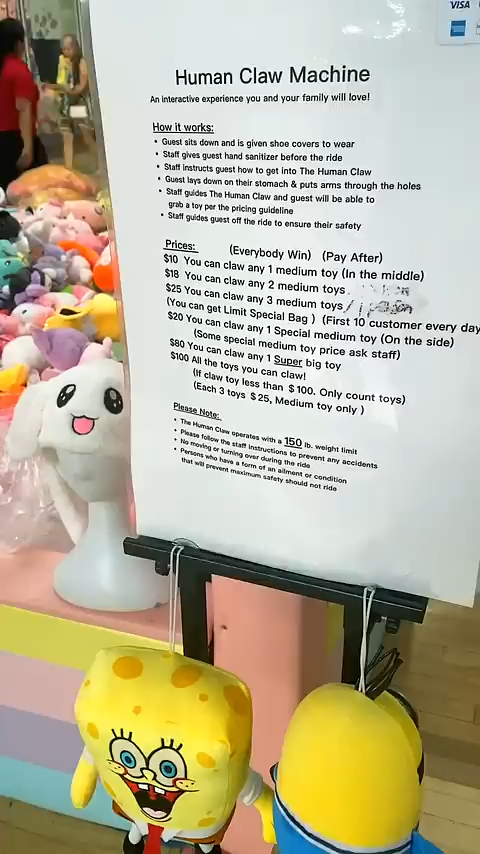 VISA
Human Claw Machine
An interactive experience you and your family will love!
How it works:
• Guest sits down and is given shoe covers to wear
• Staff gives guest hand sanitizer before the ride
• Staff instructs guest how to get into The Human Claw
• Guest lays down on their stomach & puts arms through the holes
• Staff guides The Human Claw and guest will be able to
grab a toy per the pricing guideline
• Staff guides guest off the ride to ensure their safety
Prices: (Everybody Win) (Pay After)
$10 You can claw any 1 medium toy (In the middle)
$18 You can claw any 2 medium toys
$25 You can claw any 3 medium toys / 1 person
(You can get Limit Special Bag ) (First 10 customer every day
$20 You can claw any 1 Special medium toy (On the side)
(Some special medium toy price ask staff)
$80 You can claw any 1 Super big toy
$100 All the toys you can claw!
(If claw toy less than $100. Only count toys)
(Each 3 toys $25, Medium toy only )
Please Note:
• The Human Claw operates with a 150 lb. weight limit
• Please follow the staff instructions to prevent any accidents
• No moving or turning over during the ride
• Persons who have a form of an ailment or condition
that will prevent maximum safety should not ride